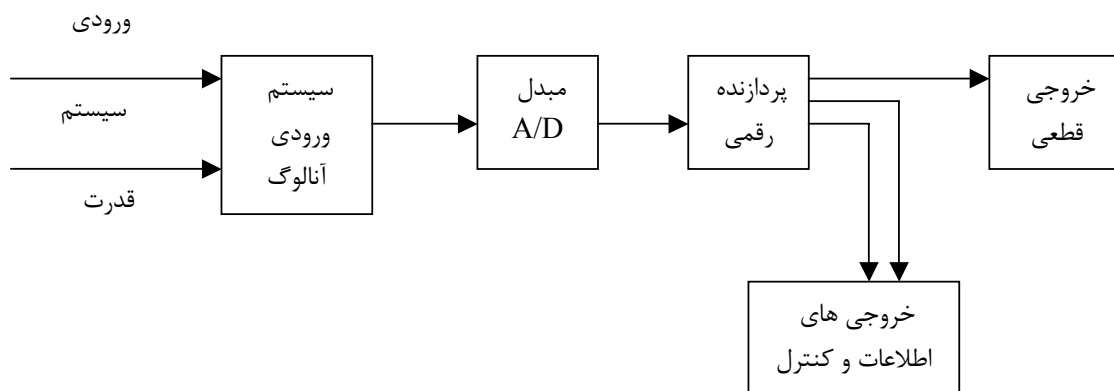 ورودی
سیستم
قدرت
سیستم
ورودی
آنالوگ
مبدل
A/D
پردازنده
رقمی
خروجی
قطعی
خروجی های
اطلاعات و کنترل